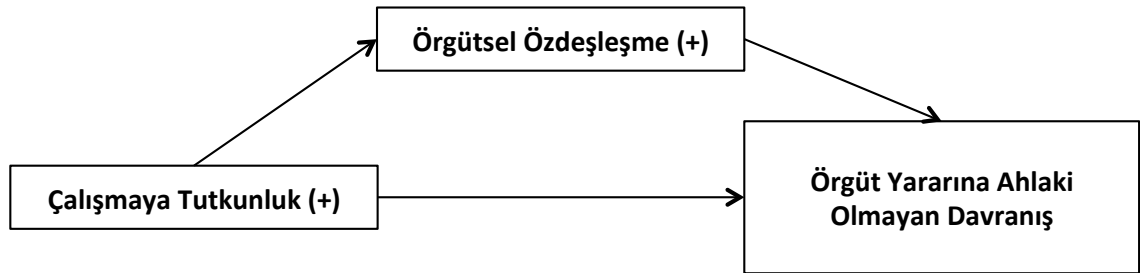 Örgütsel Özdeşleşme (+)
Çalışmaya Tutkunluk (+)
Örgüt Yararına Ahlaki
Olmayan Davranış